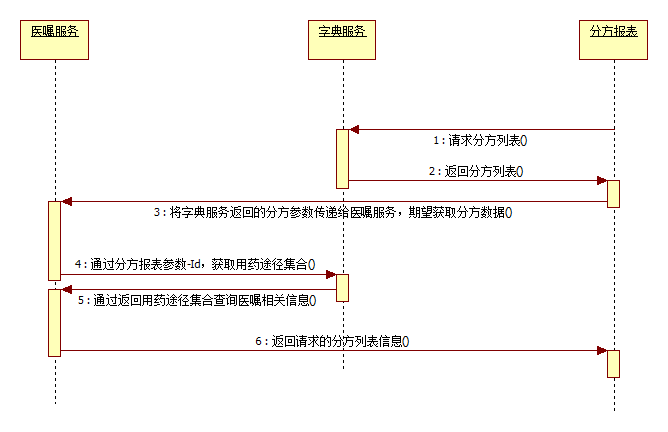 医嘱服务
字典服务
分方报表
1 : 请求分方列表()
2 : 返回分方列表()
3 : 将字典服务返回的分方参数传递给医嘱服务，期望获取分方数据()
4 : 通过分方报表参数-Id，获取用药途径集合()
5 : 通过返回用药途径集合查询医嘱相关信息()
6 : 返回请求的分方列表信息()